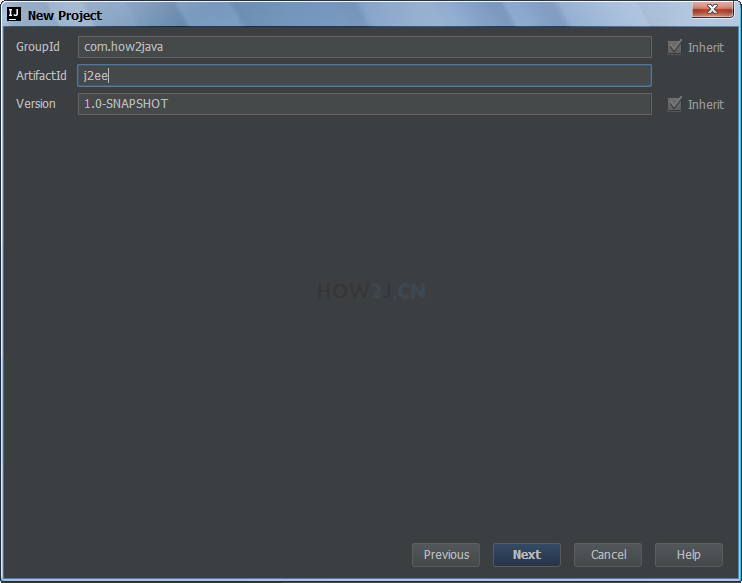 IJ New Project
GroupId com.how2java Inherit
ArtifactId j2ee
Version 1.0-SNAPSHOT Inherit
HOW2J.CN
Previous Next Cancel Help